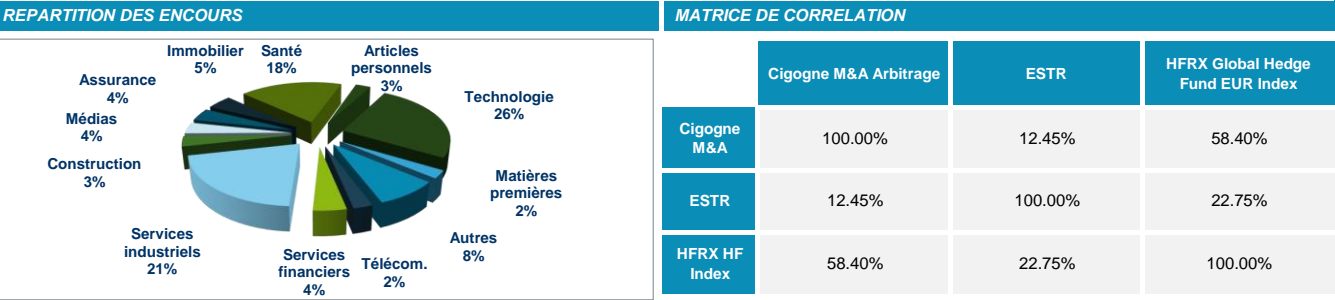 REPARTITION DES ENCOURS
Immobilier
5%
Santé
18%
Articles
personnels
3%
Technologie
26%
Matières
premières
2%
Autres
8%
Télécom.
2%
Services
financiers
4%
Services
industriels
21%
Construction
3%
Médias
4%
Assurance
4%
MATRICE DE CORRELATION
Cigogne M&A Arbitrage
ESTR
HFRX Global Hedge
Fund EUR Index
Cigogne
M&A
100.00%
12.45%
58.40%
ESTR
12.45%
100.00%
22.75%
HFRX HF
Index
58.40%
22.75%
100.00%